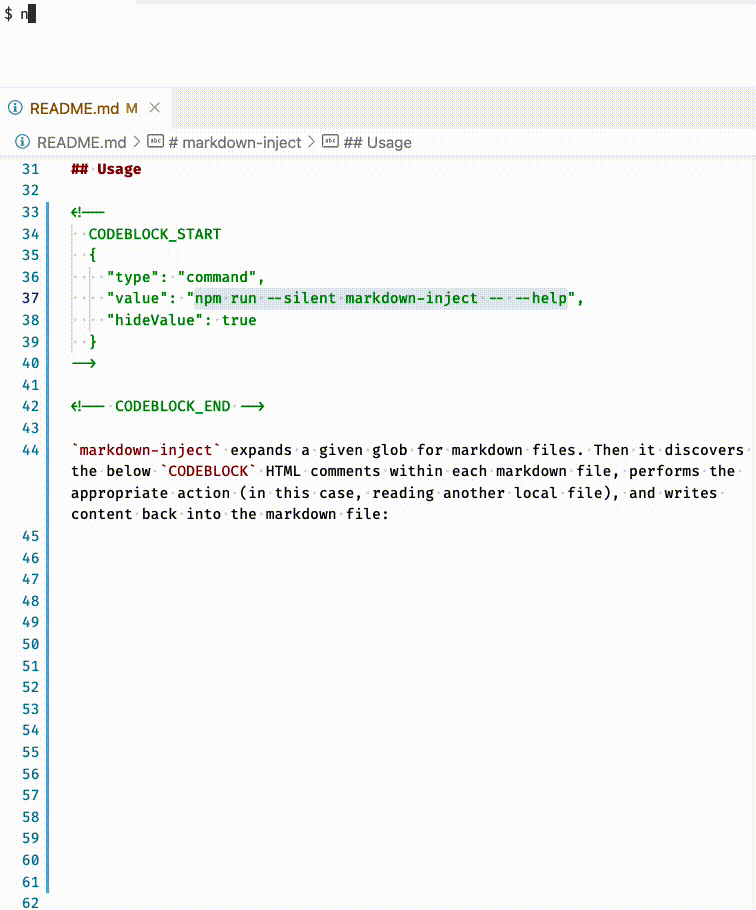 $ n
README.md M
README.md > # markdown-inject > ## Usage
31 ## Usage
32
33 <!--
34 CODEBLOCK_START
35 {
36 "type": "command",
37 "value": "npm run --silent markdown-inject -- --help",
38 "hideValue": true
39 }
40 -->
41
42 <!-- CODEBLOCK_END -->
43
44 `markdown-inject` expands a given glob for markdown files. Then it discovers
the below `CODEBLOCK` HTML comments within each markdown file, performs the
appropriate action (in this case, reading another local file), and writes
content back into the markdown file:
45
46
47
48
49
50
51
52
53
54
55
56
57
58
59
60
61
62